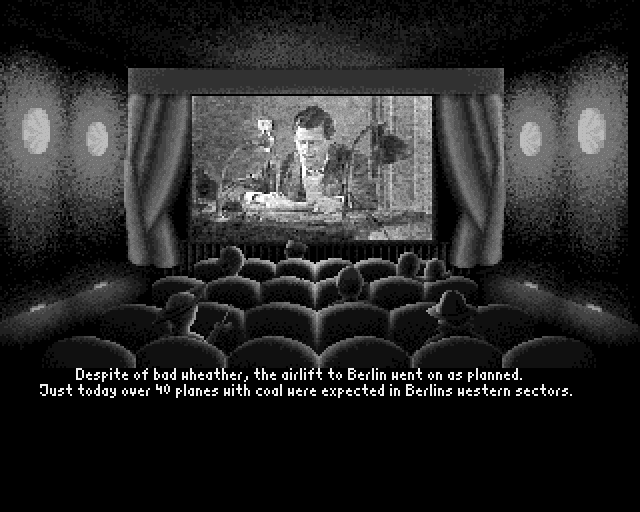 Despite of bad wheather, the airlift to Berlin went on as planned.
Just today over 40 planes with coal were expected in Berlins western sectors.